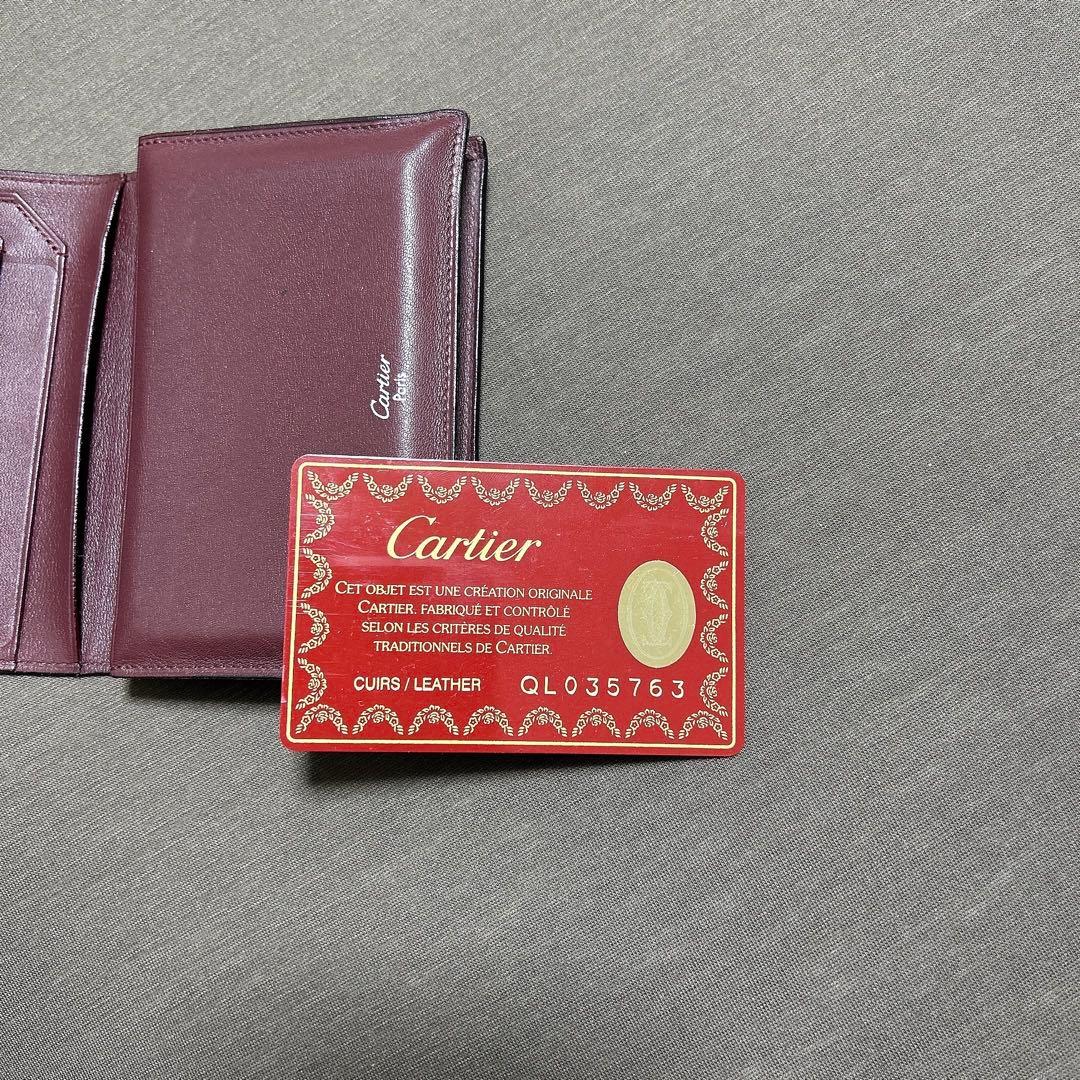 Cartier
Paris
Cartier
CET OBJET EST UNE CRÉATION ORIGINALE
CARTIER. FABRIQUÉ ET CONTRÔLÉ
SELON LES CRITÈRES DE QUALITÉ
TRADITIONNELS DE CARTIER.
CUIRS / LEATHER QL035763